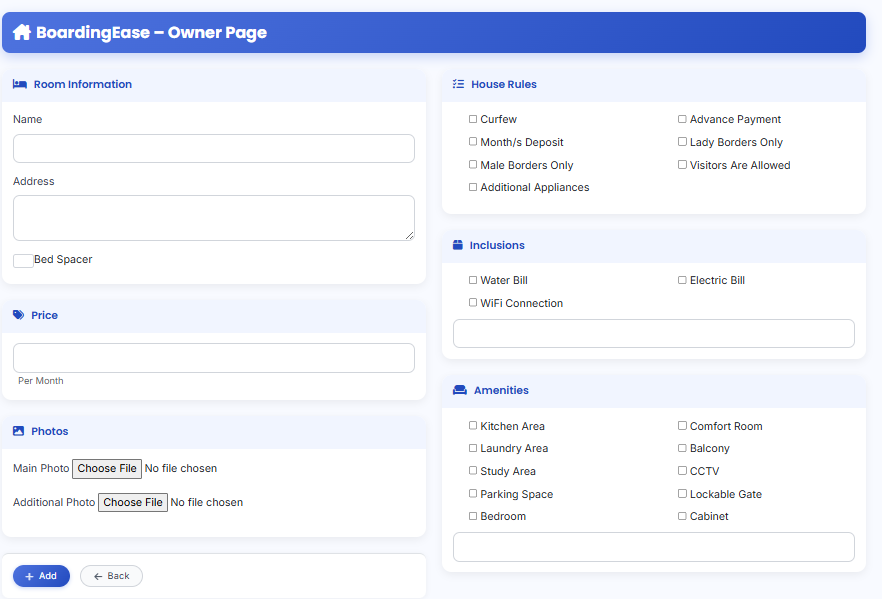 BoardingEase – Owner Page
Room Information
Name
Address
Bed Spacer
Price
Per Month
Photos
Main Photo Choose File No file chosen
Additional Photo Choose File No file chosen
+ Add ← Back
House Rules
Curfew Advance Payment
Month/s Deposit Lady Borders Only
Male Borders Only Visitors Are Allowed
Additional Appliances
Inclusions
Water Bill Electric Bill
WiFi Connection
Amenities
Kitchen Area Comfort Room
Laundry Area Balcony
Study Area CCTV
Parking Space Lockable Gate
Bedroom Cabinet